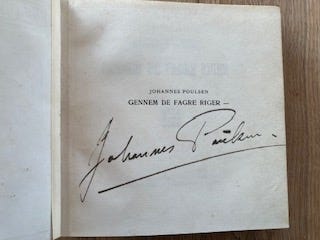 JOHANNES POULSEN
GENNEM DE FAGRE RIGER —
Johannes Poulsen.